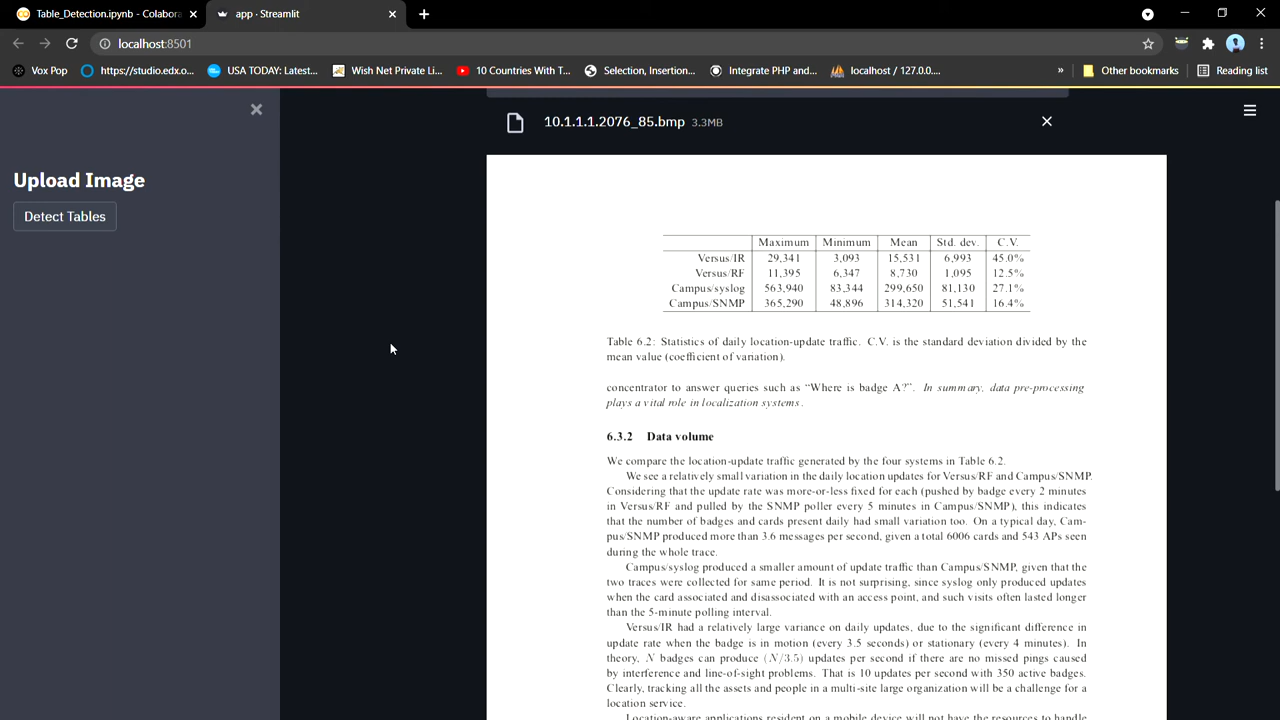 Table_Detection.ipynb - Colabora
app · Streamlit
localhost:8501
Vox Pop
https://studio.edx.o...
USA TODAY: Latest...
Wish Net Private Li...
10 Countries With T...
Selection, Insertion...
Integrate PHP and...
localhost / 127.0.0....
»
Other bookmarks
Reading list
Upload Image
Detect Tables
10.1.1.1.2076_85.bmp 3.3MB
Maximum Minimum Mean Std. dev. C.V.
Versus/IR 29,341 3,093 15,531 6,993 45.0%
Versus/RF 11,395 6,347 8,730 1,095 12.5%
Campus/syslog 563,940 83,344 299,650 81,130 27.1%
Campus/SNMP 365,290 48,896 314,320 51,541 16.4%
Table 6.2: Statistics of daily location-update traffic. C.V. is the standard deviation divided by the
mean value (coefficient of variation).
concentrator to answer queries such as “Where is badge A?”. In summary, data pre-processing
plays a vital role in localization systems.
6.3.2 Data volume
We compare the location-update traffic generated by the four systems in Table 6.2.
We see a relatively small variation in the daily location updates for Versus/RF and Campus/SNMP.
Considering that the update rate was more-or-less fixed for each (pushed by badge every 2 minutes
in Versus/RF and pulled by the SNMP poller every 5 minutes in Campus/SNMP), this indicates
that the number of badges and cards present daily had small variation too. On a typical day, Cam-
pus/SNMP produced more than 3.6 messages per second, given a total 6006 cards and 543 APs seen
during the whole trace.
Campus/syslog produced a smaller amount of update traffic than Campus/SNMP, given that the
two traces were collected for same period. It is not surprising, since syslog only produced updates
when the card associated and disassociated with an access point, and such visits often lasted longer
than the 5-minute polling interval.
Versus/IR had a relatively large variance on daily updates, due to the significant difference in
update rate when the badge is in motion (every 3.5 seconds) or stationary (every 4 minutes). In
theory, N badges can produce (N/3.5) updates per second if there are no missed pings caused
by interference and line-of-sight problems. That is 10 updates per second with 350 active badges.
Clearly, tracking all the assets and people in a multi-site large organization will be a challenge for a
location service.
Location-aware applications resident on a mobile device will not have the resources to handle